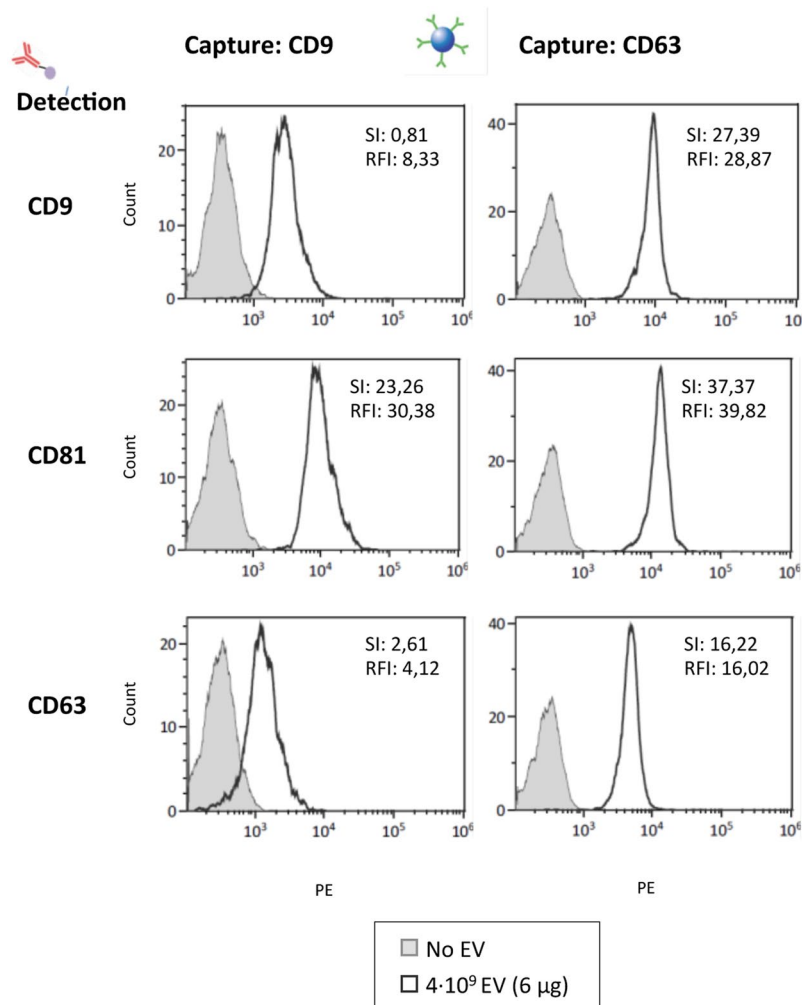 Capture: CD9
Capture: CD63
Detection
CD9
Count
20
10
0
10³
10⁴
10⁵
10⁶
SI: 0,81
RFI: 8,33
40
20
0
10³
10⁴
10⁵
10⁶
SI: 27,39
RFI: 28,87
CD81
Count
20
10
0
10³
10⁴
10⁵
10⁶
SI: 23,26
RFI: 30,38
40
20
0
10³
10⁴
10⁵
10⁶
SI: 37,37
RFI: 39,82
CD63
Count
20
10
0
10³
10⁴
10⁵
10⁶
SI: 2,61
RFI: 4,12
40
20
0
10³
10⁴
10⁵
10⁶
SI: 16,22
RFI: 16,02
PE
PE
No EV
4·10⁹ EV (6 µg)